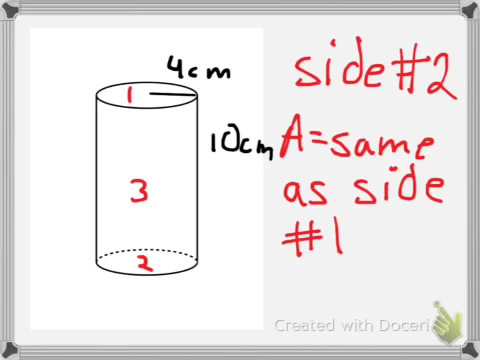 4cm
side #2
1
10cm
A = same
as side
#1
3
2
Created with Doceri